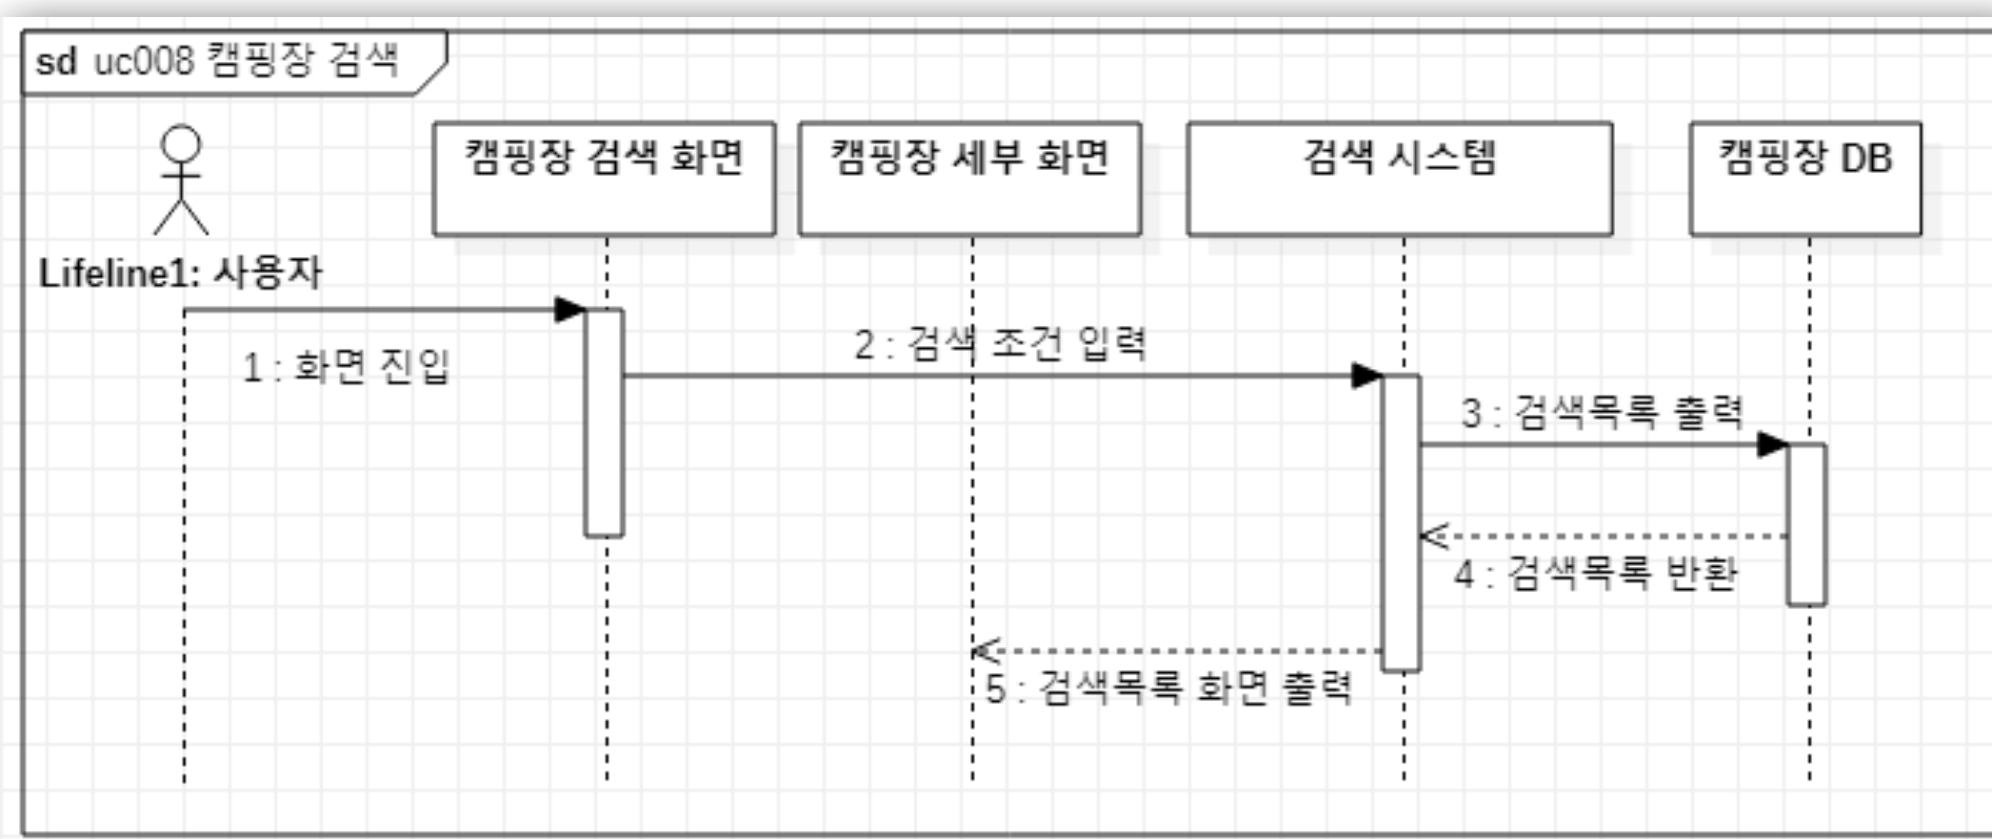 sd uc008 캠핑장 검색
캠핑장 검색 화면
캠핑장 세부 화면
검색 시스템
캠핑장 DB
Lifeline1: 사용자
1 : 화면 진입
2 : 검색 조건 입력
3 : 검색목록 출력
4 : 검색목록 반환
5 : 검색목록 화면 출력